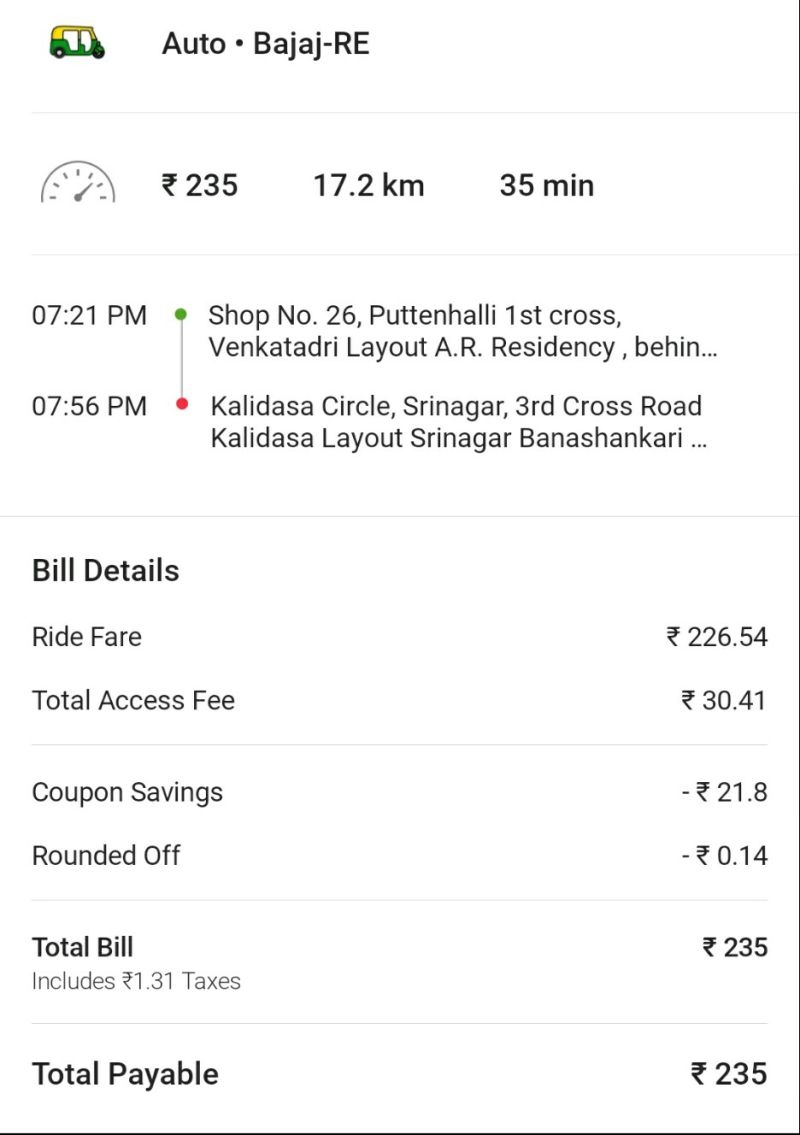 Auto • Bajaj-RE
₹ 235 17.2 km 35 min
07:21 PM Shop No. 26, Puttenhalli 1st cross,
Venkatadri Layout A.R. Residency , behin...
07:56 PM Kalidasa Circle, Srinagar, 3rd Cross Road
Kalidasa Layout Srinagar Banashankari ...
Bill Details
Ride Fare ₹ 226.54
Total Access Fee ₹ 30.41
Coupon Savings - ₹ 21.8
Rounded Off - ₹ 0.14
Total Bill ₹ 235
Includes ₹1.31 Taxes
Total Payable ₹ 235